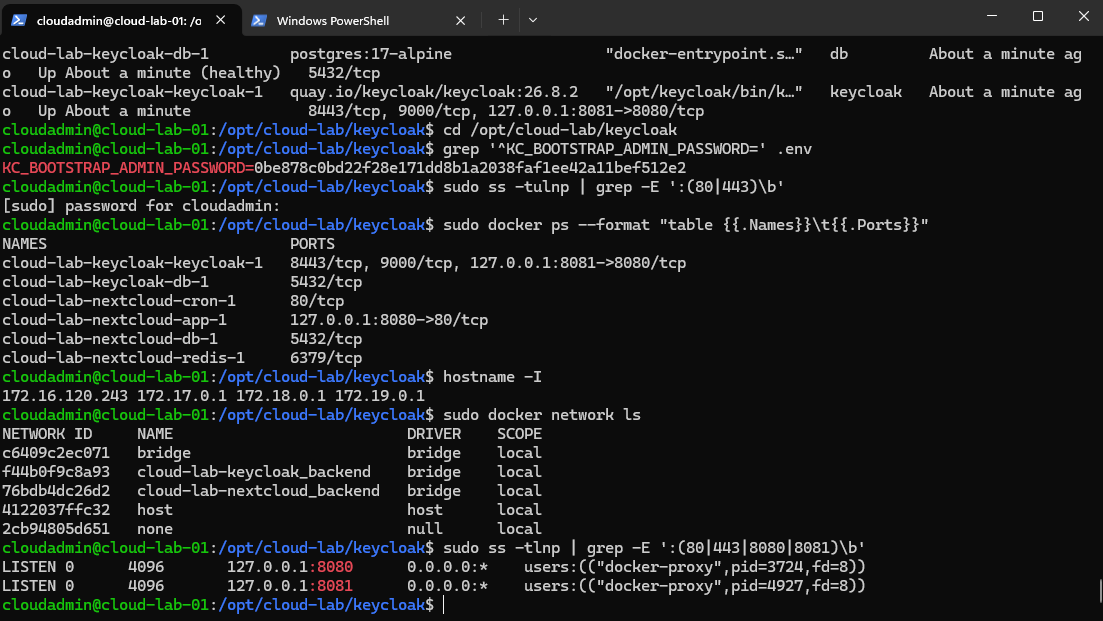 cloudadmin@cloud-lab-01: /o
Windows PowerShell
cloud-lab-keycloak-db-1 postgres:17-alpine "docker-entrypoint.s…" db About a minute ag
o Up About a minute (healthy) 5432/tcp
cloud-lab-keycloak-keycloak-1 quay.io/keycloak/keycloak:26.8.2 "/opt/keycloak/bin/k…" keycloak About a minute ag
o Up About a minute 8443/tcp, 9000/tcp, 127.0.0.1:8081->8080/tcp
cloudadmin@cloud-lab-01:/opt/cloud-lab/keycloak$ cd /opt/cloud-lab/keycloak
cloudadmin@cloud-lab-01:/opt/cloud-lab/keycloak$ grep '^KC_BOOTSTRAP_ADMIN_PASSWORD=' .env
KC_BOOTSTRAP_ADMIN_PASSWORD=0be878c0bd22f28e171dd8b1a2038faf1ee42a11bef512e2
cloudadmin@cloud-lab-01:/opt/cloud-lab/keycloak$ sudo ss -tulnp | grep -E ':(80|443)\b'
[sudo] password for cloudadmin:
cloudadmin@cloud-lab-01:/opt/cloud-lab/keycloak$ sudo docker ps --format "table {{.Names}}\t{{.Ports}}"
NAMES PORTS
cloud-lab-keycloak-keycloak-1 8443/tcp, 9000/tcp, 127.0.0.1:8081->8080/tcp
cloud-lab-keycloak-db-1 5432/tcp
cloud-lab-nextcloud-cron-1 80/tcp
cloud-lab-nextcloud-app-1 127.0.0.1:8080->80/tcp
cloud-lab-nextcloud-db-1 5432/tcp
cloud-lab-nextcloud-redis-1 6379/tcp
cloudadmin@cloud-lab-01:/opt/cloud-lab/keycloak$ hostname -I
172.16.120.243 172.17.0.1 172.18.0.1 172.19.0.1
cloudadmin@cloud-lab-01:/opt/cloud-lab/keycloak$ sudo docker network ls
NETWORK ID NAME DRIVER SCOPE
c6409c2ec071 bridge bridge local
f44b0f9c8a93 cloud-lab-keycloak_backend bridge local
76bdb4dc26d2 cloud-lab-nextcloud_backend bridge local
4122037ffc32 host host local
2cb94805d651 none null local
cloudadmin@cloud-lab-01:/opt/cloud-lab/keycloak$ sudo ss -tlnp | grep -E ':(80|443|8080|8081)\b'
LISTEN 0 4096 127.0.0.1:8080 0.0.0.0:* users:(("docker-proxy",pid=3724,fd=8))
LISTEN 0 4096 127.0.0.1:8081 0.0.0.0:* users:(("docker-proxy",pid=4927,fd=8))
cloudadmin@cloud-lab-01:/opt/cloud-lab/keycloak$